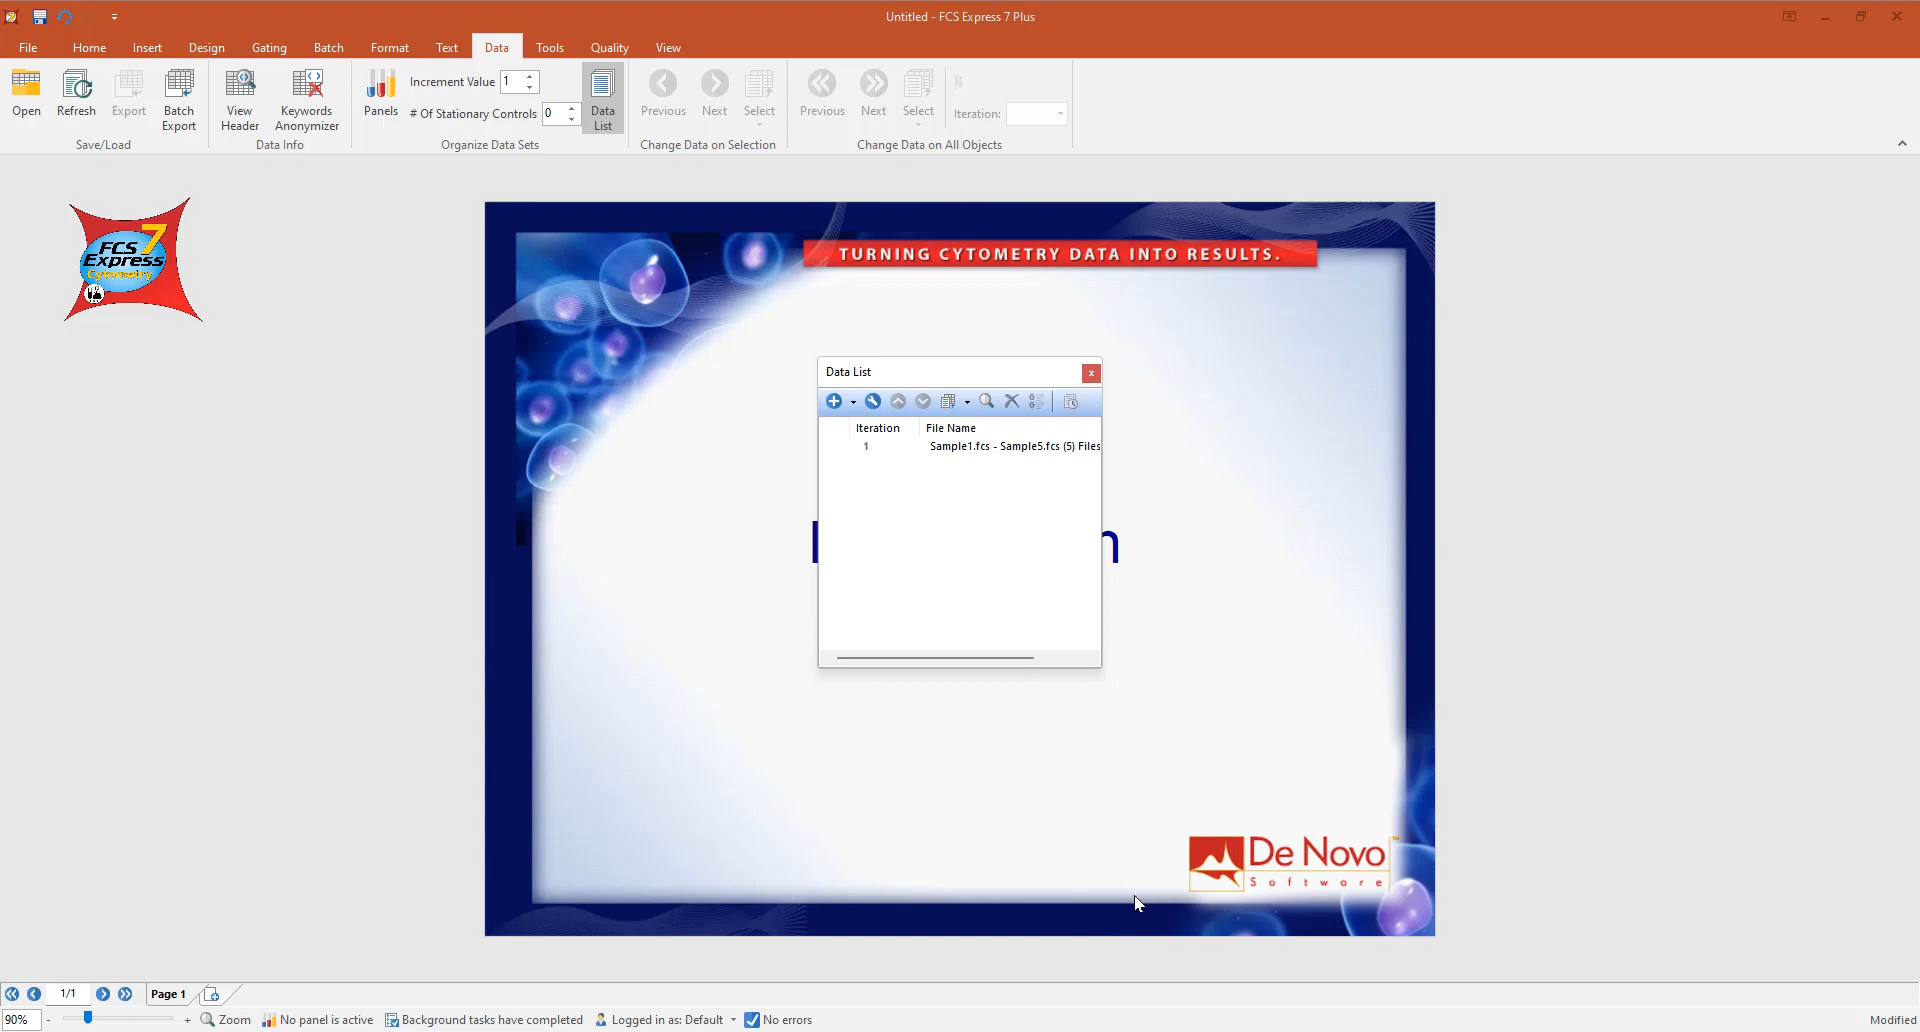 Untitled - FCS Express 7 Plus
File Home Insert Design Gating Batch Format Text Data Tools Quality View
Open Refresh Export Batch Export View Header Keywords Anonymizer Panels Increment Value 1 # Of Stationary Controls 0 Data List Previous Next Select Previous Next Select Iteration:
Save/Load Data Info Organize Data Sets Change Data on Selection Change Data on All Objects
FCS 7
Express
Cytometry
TURNING CYTOMETRY DATA INTO RESULTS.
Data List
x
Iteration File Name
1 Sample1.fcs - Sample5.fcs (5) Files
n
De Novo
Software
1/1 Page 1
90% - + Zoom No panel is active Background tasks have completed Logged in as: Default No errors Modified